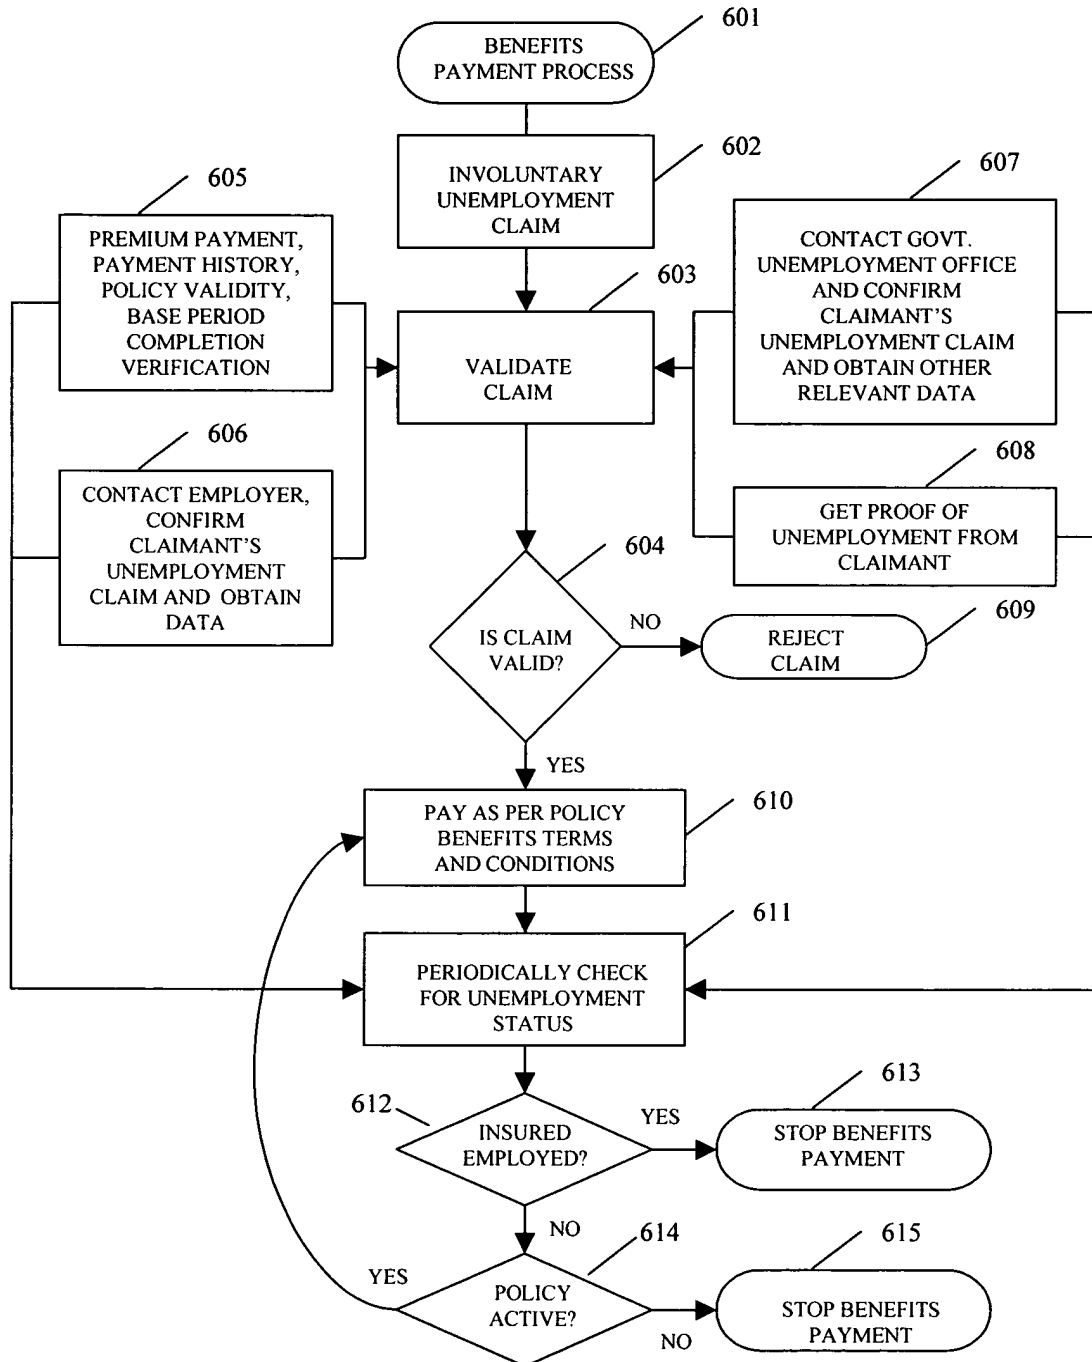 601
BENEFITS
PAYMENT PROCESS
602
INVOLUNTARY
UNEMPLOYMENT
CLAIM
605
PREMIUM PAYMENT,
PAYMENT HISTORY,
POLICY VALIDITY,
BASE PERIOD
COMPLETION
VERIFICATION
603
VALIDATE
CLAIM
607
CONTACT GOVT.
UNEMPLOYMENT OFFICE
AND CONFIRM
CLAIMANT'S
UNEMPLOYMENT CLAIM
AND OBTAIN OTHER
RELEVANT DATA
606
CONTACT EMPLOYER,
CONFIRM
CLAIMANT'S
UNEMPLOYMENT
CLAIM AND OBTAIN
DATA
608
GET PROOF OF
UNEMPLOYMENT FROM
CLAIMANT
604
IS CLAIM
VALID?
NO
609
REJECT
CLAIM
YES
610
PAY AS PER POLICY
BENEFITS TERMS
AND CONDITIONS
611
PERIODICALLY CHECK
FOR UNEMPLOYMENT
STATUS
612
INSURED
EMPLOYED?
YES
613
STOP BENEFITS
PAYMENT
NO
614
POLICY
ACTIVE?
YES
NO
615
STOP BENEFITS
PAYMENT